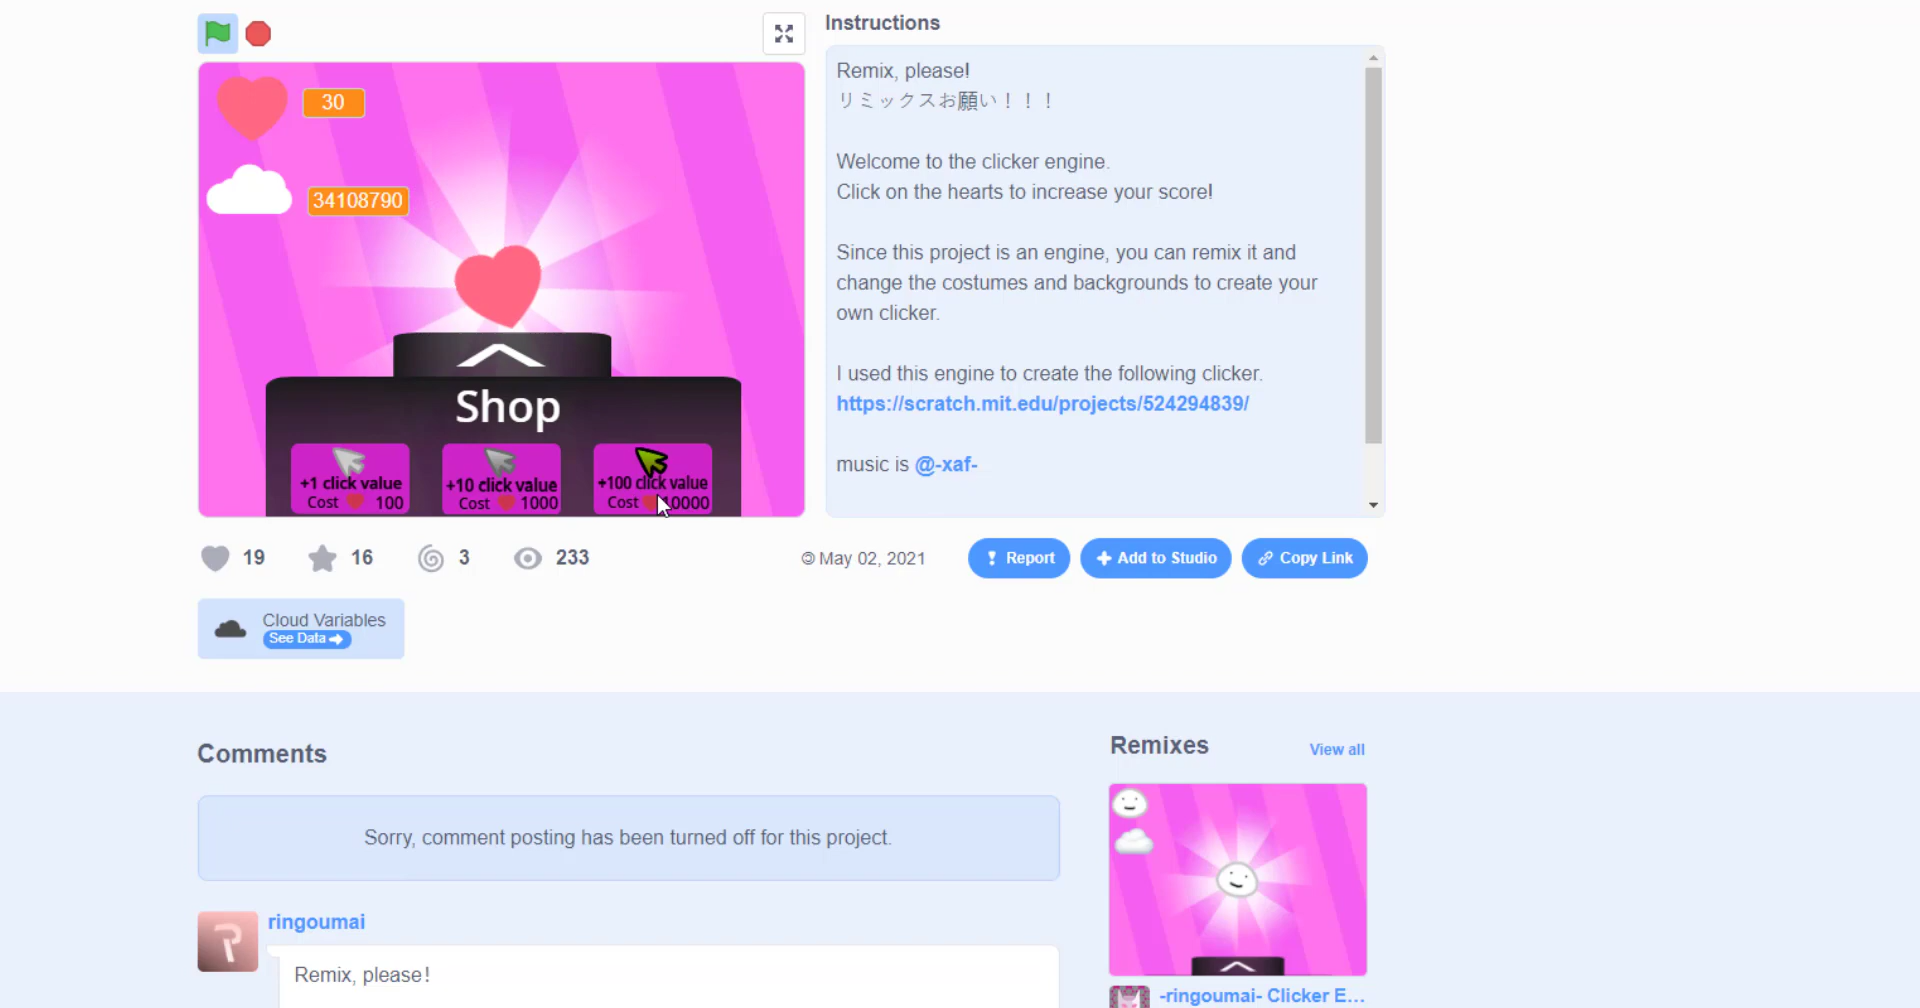 Instructions
30
34108790
Shop
+1 click value
Cost 100
+10 click value
Cost 1000
+100 click value
Cost 0000
Remix, please!
リミックスお願い！！！
Welcome to the clicker engine.
Click on the hearts to increase your score!
Since this project is an engine, you can remix it and
change the costumes and backgrounds to create your
own clicker.
I used this engine to create the following clicker.
https://scratch.mit.edu/projects/524294839/
music is @-xaf-
19
16
3
233
May 02, 2021
Report
Add to Studio
Copy Link
Cloud Variables
See Data
Comments
Sorry, comment posting has been turned off for this project.
ringoumai
Remix, please!
Remixes
View all
-ringoumai- Clicker E...